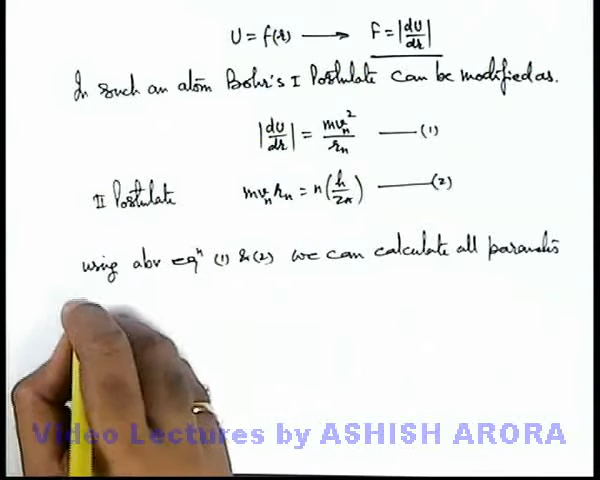 U = f(r) ⟶ F = |dU/dr|
In such an atom Bohr's I Postulate can be modified as.
|dU/dr| = mvₙ²/rₙ —— (1)
II Postulate mvₙrₙ = n(h/2π) —— (2)
using abv eqⁿ (1) & (2) we can calculate all
Video Lectures by ASHISH ARORA